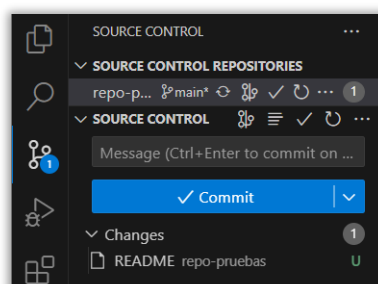 SOURCE CONTROL
SOURCE CONTROL REPOSITORIES
repo-p... main* 1
SOURCE CONTROL
1
Message (Ctrl+Enter to commit on ...
Commit
Changes 1
README repo-pruebas U